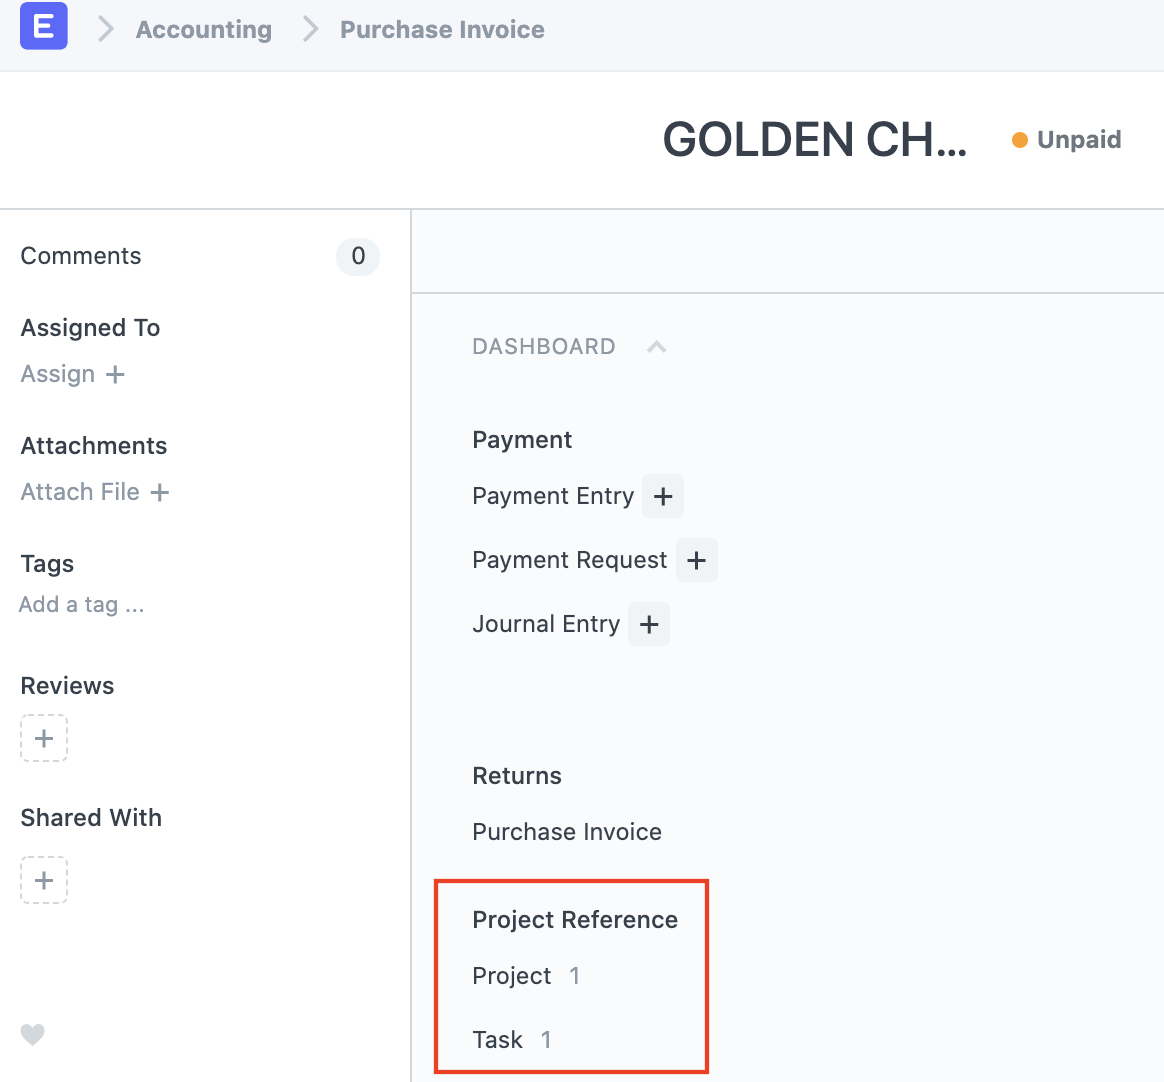 E
Accounting
Purchase Invoice
GOLDEN CH...
Unpaid
Comments 0
Assigned To
Assign +
Attachments
Attach File +
Tags
Add a tag ...
Reviews
+
Shared With
+
DASHBOARD
Payment
Payment Entry +
Payment Request +
Journal Entry +
Returns
Purchase Invoice
Project Reference
Project 1
Task 1